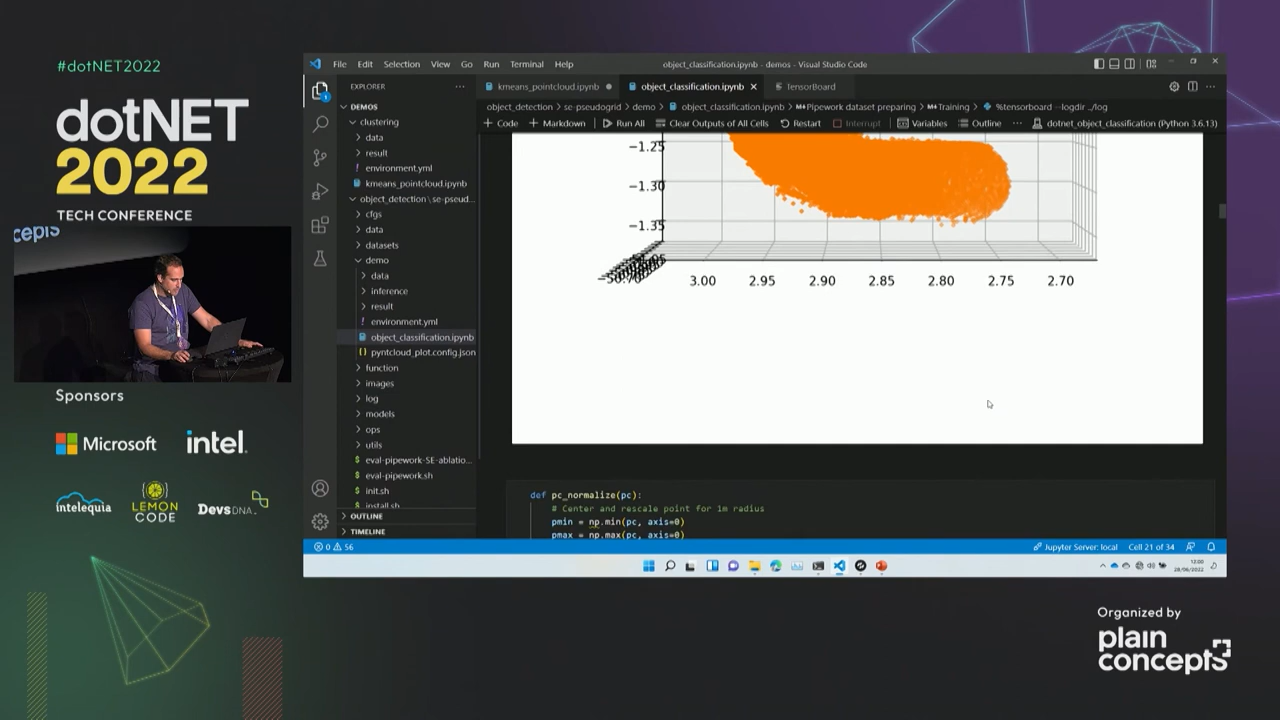 #dotNET2022
dotNET
2022
TECH CONFERENCE
cepts
Sponsors
Microsoft
intel.
intelequia
LEMON
CODE
DevsDNA
File Edit Selection View Go Run Terminal Help
object_classification.ipynb - demos - Visual Studio Code
EXPLORER
kmeans_pointcloud.ipynb
object_classification.ipynb
TensorBoard
object_detection > se-pseudogrid > demo > object_classification.ipynb > Pipework dataset preparing > Training > %tensorboard --logdir ../log
+ Code + Markdown Run All Clear Outputs of All Cells Restart Interrupt Variables Outline ... dotnet_object_classification (Python 3.6.13)
DEMOS
clustering
data
result
environment.yml
kmeans_pointcloud.ipynb
object_detection \ se-pseud...
cfgs
data
datasets
demo
data
inference
result
environment.yml
object_classification.ipynb
pyntcloud_plot.config.json
function
images
log
models
ops
utils
eval-pipework-SE-ablatio...
eval-pipework.sh
init.sh
install.sh
OUTLINE
TIMELINE
−1.25
−1.30
−1.35
3.00 2.95 2.90 2.85 2.80 2.75 2.70
def pc_normalize(pc):
# Center and rescale point for 1m radius
pmin = np.min(pc, axis=0)
pmax = np.max(pc, axis=0)
0 56
Jupyter Server: local Cell 21 of 34
12:00
28/06/2022
Organized by
plain
concepts